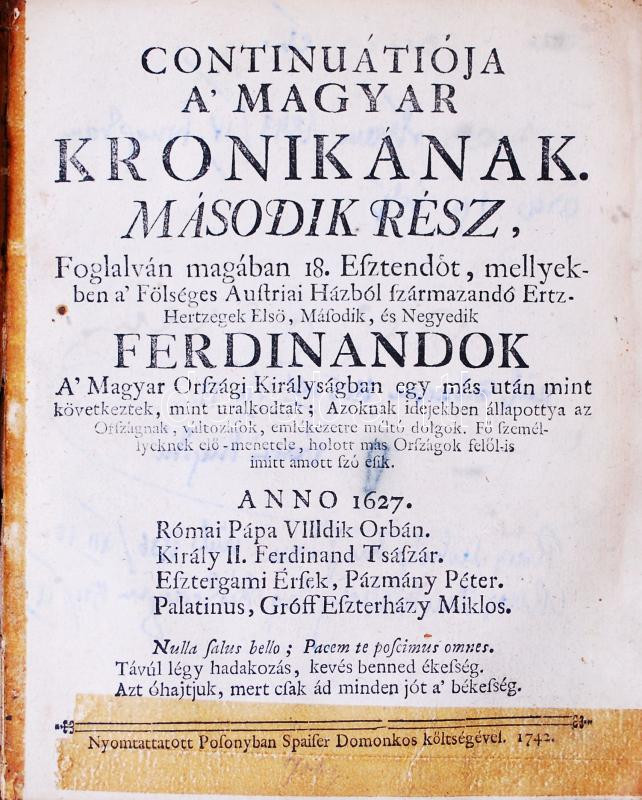 CONTINUÁTIÓJA
A' MAGYAR
KRONIKÁNAK.
MÁSODIK RÉSZ,
Foglalván magában 18. Eſztendőt, mellyek-
ben a' Fölséges Auſtriai Házból ſzármazandó Ertz-
Hertzegek Elsö, Máſodik, és Negyedik
FERDINANDOK
A' Magyar Orſzági Királyságban egy más után mint
következtek, mint uralkodtak; Azoknak idejekben állapottya az
Orſzágnak, változáſok, emlékezetre méltó dolgok. Fö ſzemél-
lyeknek elö-menetele, holott más Orſzágok felöl-is
imitt amott ſzó éſik.
ANNO 1627.
Római Pápa VIIIdik Orbán.
Király II. Ferdinand Tsáſzár.
Eſztergami Érſek, Pázmány Péter.
Palatinus, Gróff Eſzterházy Miklos.
Nulla ſalus bello; Pacem te poſcimus omnes.
Távúl légy hadakozás, kevés benned ékeſség.
Azt óhajtjuk, mert cſak ád minden jót a' békeſség.
Nyomtattatott Poſonyban Spaiſer Domonkos költségével. 1742.